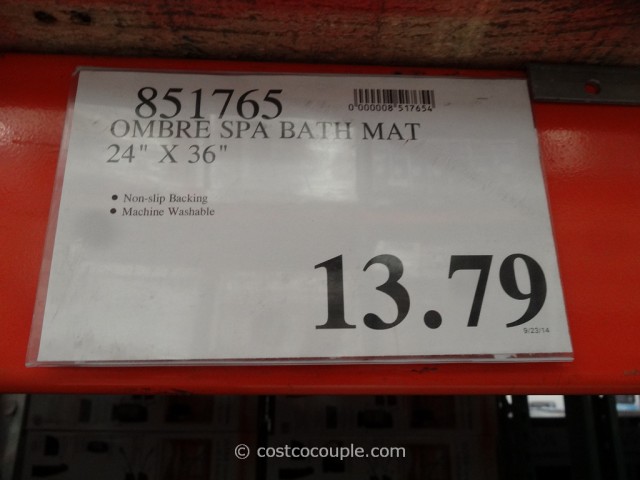 851765
0"000008"517654
OMBRE SPA BATH MAT
24" X 36"
• Non-slip Backing
• Machine Washable
13.79
9/23/14
© costcocouple.com